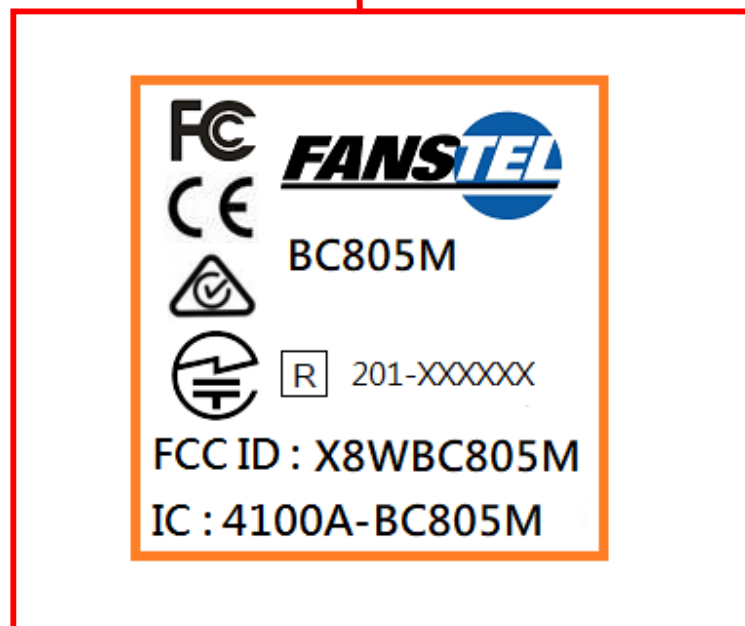 FC
FANSTEL
CE
BC805M
R 201-XXXXXX
FCC ID : X8WBC805M
IC : 4100A-BC805M